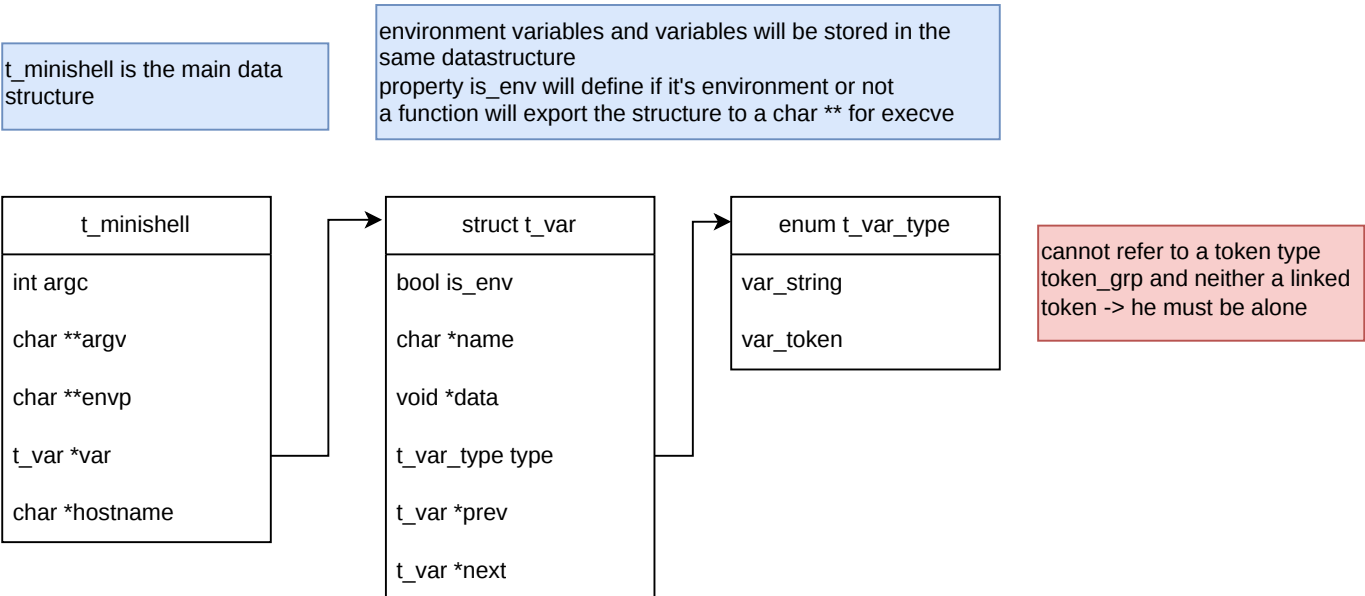 t_minishell is the main data
structure
environment variables and variables will be stored in the
same datastructure
property is_env will define if it's environment or not
a function will export the structure to a char ** for execve
t_minishell
int argc
char **argv
char **envp
t_var *var
char *hostname
struct t_var
bool is_env
char *name
void *data
t_var_type type
t_var *prev
t_var *next
enum t_var_type
var_string
var_token
cannot refer to a token type
token_grp and neither a linked
token -> he must be alone